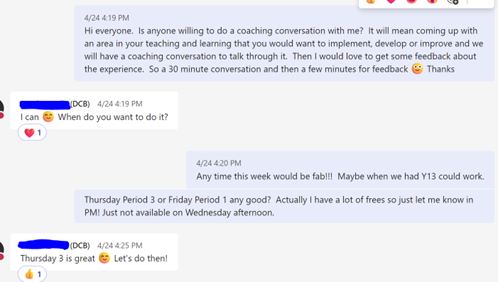 4/24 4:19 PM
Hi everyone. Is anyone willing to do a coaching conversation with me? It will mean coming up with
an area in your teaching and learning that you would want to implement, develop or improve and we
will have a coaching conversation to talk through it. Then I would love to get some feedback about
the experience. So a 30 minute conversation and then a few minutes for feedback 😜 Thanks
(DCB) 4/24 4:19 PM
I can 😊 When do you want to do it?
❤️ 1
4/24 4:20 PM
Any time this week would be fab!!! Maybe when we had Y13 could work.
Thursday Period 3 or Friday Period 1 any good? Actually I have a lot of frees so just let me know in
PM! Just not available on Wednesday afternoon.
(DCB) 4/24 4:25 PM
Thursday 3 is great 😊 Let's do then!
👍 1